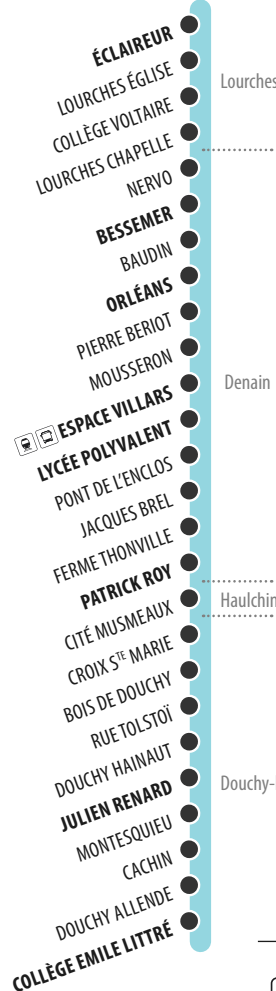 ÉCLAIREUR
LOURCHES ÉGLISE
Lourches
COLLÈGE VOLTAIRE
LOURCHES CHAPELLE
NERVO
BESSEMER
BAUDIN
ORLÉANS
PIERRE BERIOT
MOUSSERON
Denain
ESPACE VILLARS
LYCÉE POLYVALENT
PONT DE L'ENCLOS
JACQUES BREL
FERME THONVILLE
PATRICK ROY
Haulchin
CITÉ MUSMEAUX
CROIX STE MARIE
BOIS DE DOUCHY
RUE TOLSTOÏ
DOUCHY HAINAUT
Douchy-
JULIEN RENARD
MONTESQUIEU
CACHIN
DOUCHY ALLENDE
COLLÈGE EMILE LITTRÉ